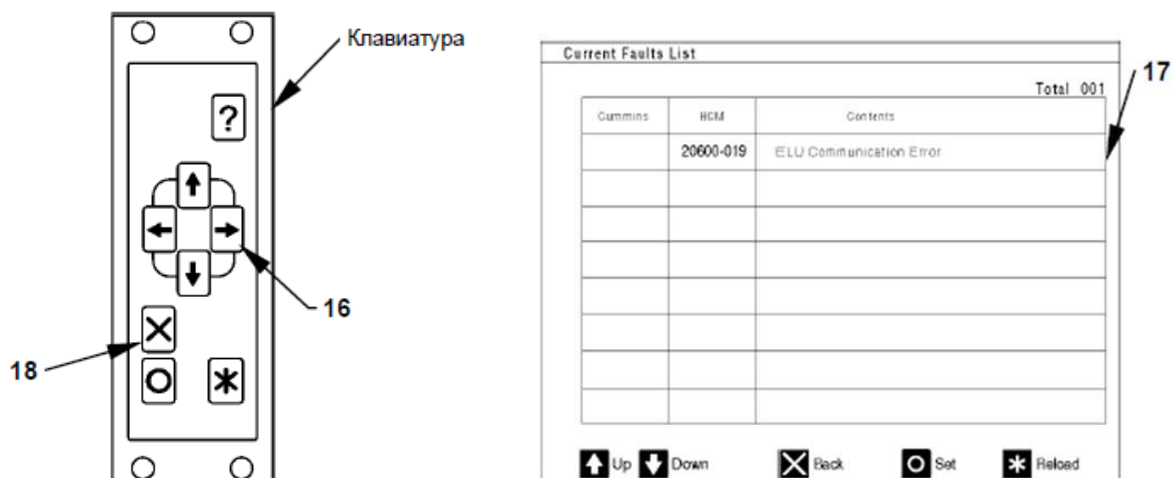 Клавиатура
?
16
18
Current Faults List
17
Total 001
Cummins HCM Contents
20600-019 ELU Communication Error
Up Down Back Set Reload